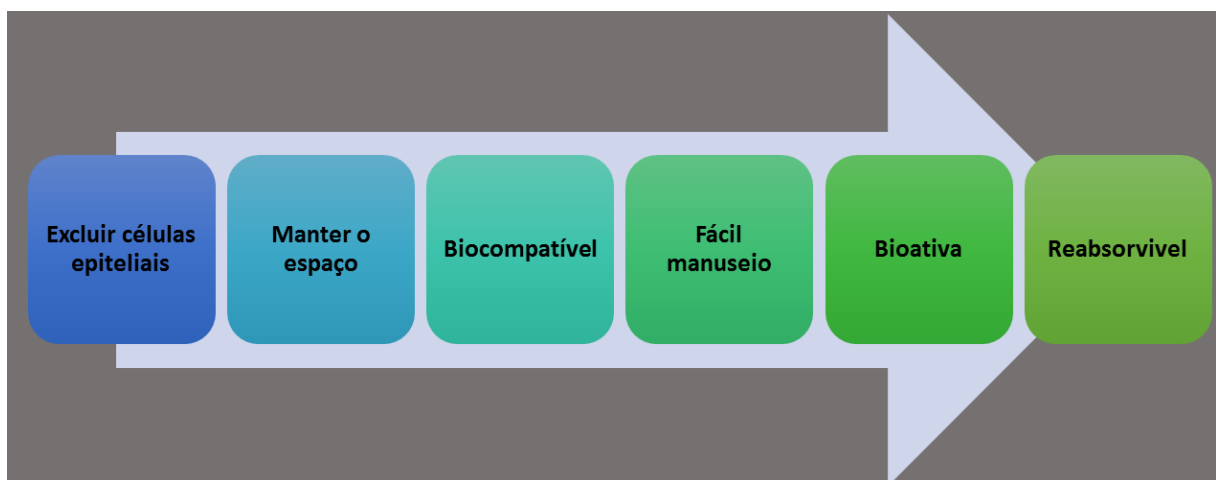 Excluir células
epiteliais
Manter o
espaço
Biocompatível
Fácil
manuseio
Bioativa
Reabsorvivel